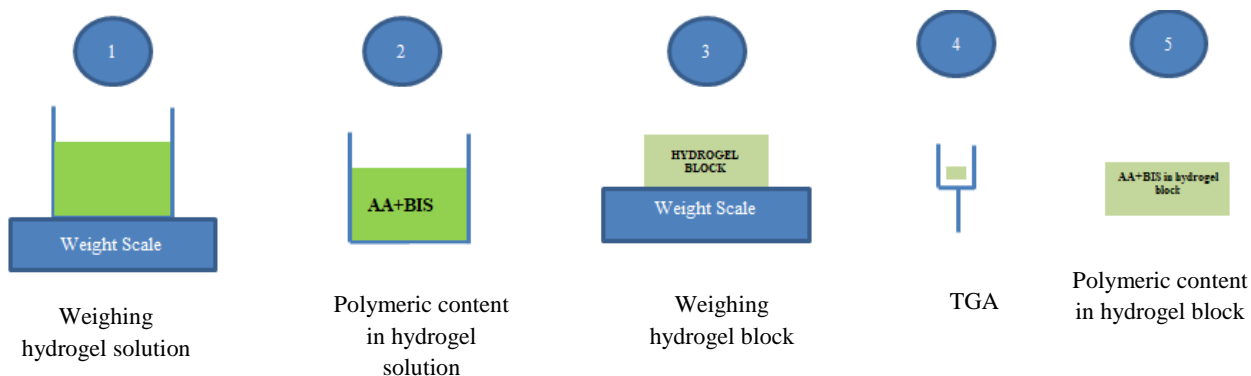 1
2
3
4
5
AA+BIS
Weight Scale
HYDROGEL
BLOCK
Weight Scale
AA+BIS in hydrogel
block
Weighing
hydrogel solution
Polymeric content
in hydrogel
solution
Weighing
hydrogel block
TGA
Polymeric content
in hydrogel block